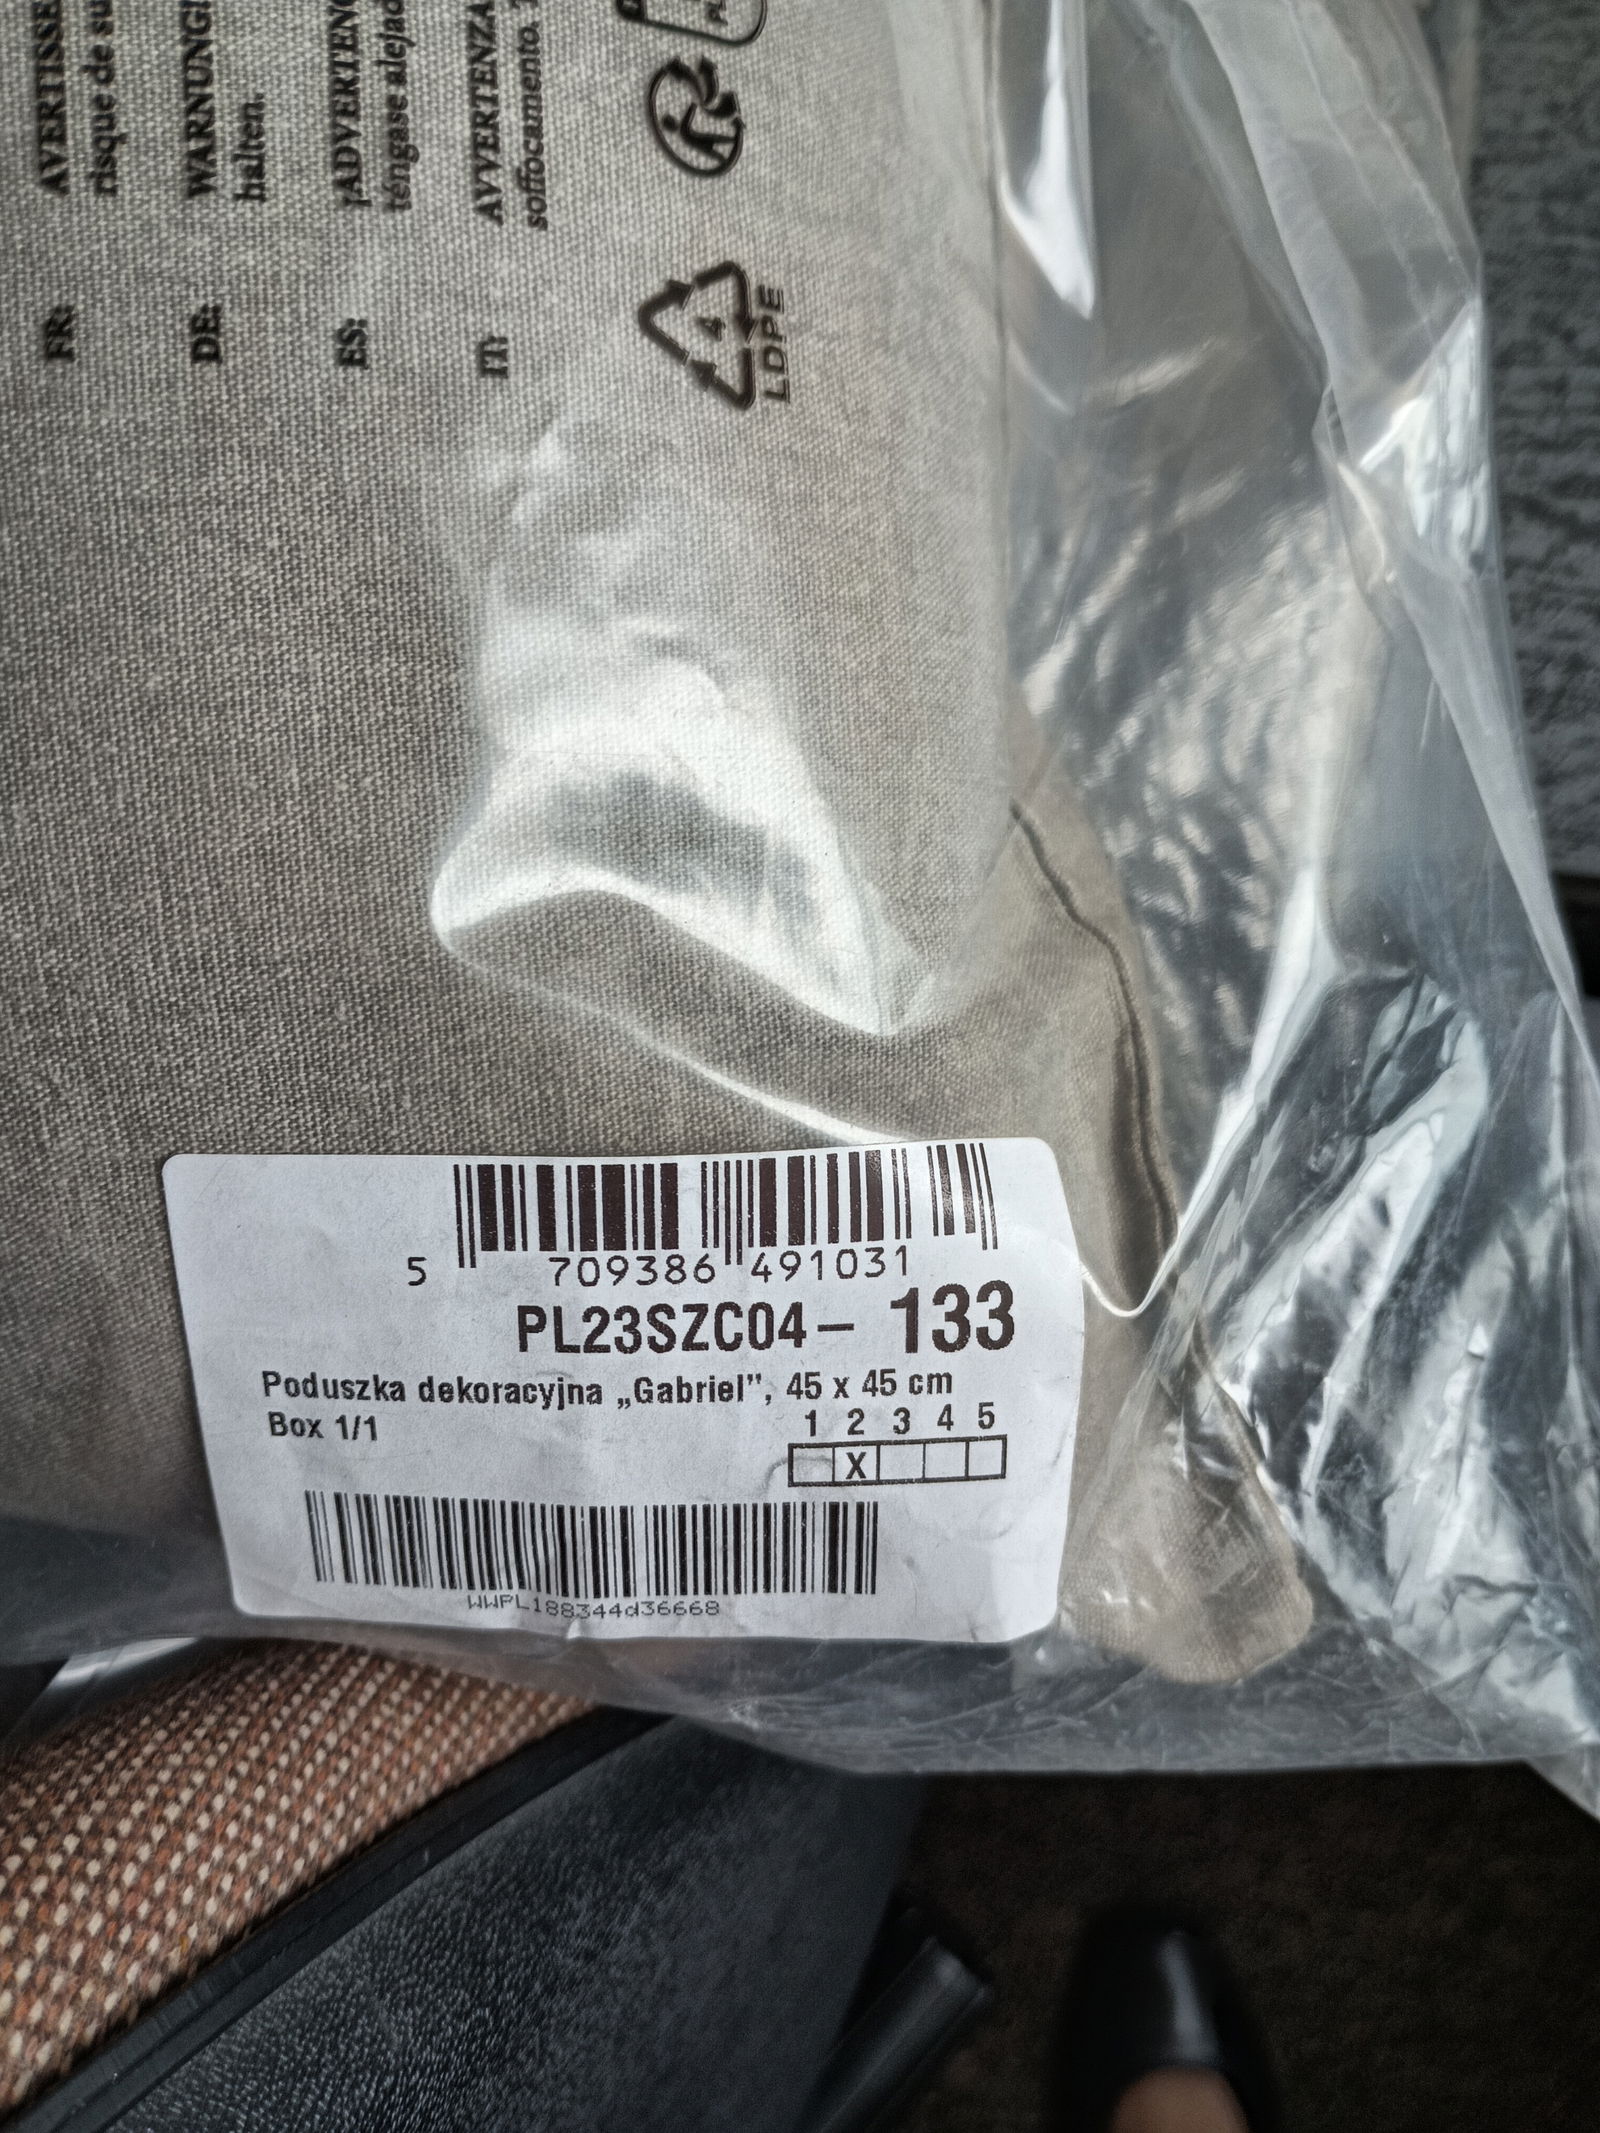 FR: AVERTISSE
risque de su
DE: WARNUNG!
halten.
ES: ¡ADVERTENC
téngase alejad
IT: AVVERTENZA
soffocamento. T
4
LDPE
5 709386 491031
PL23SZC04– 133
Poduszka dekoracyjna „Gabriel”, 45 x 45 cm
Box 1/1
1 2 3 4 5
X
WWPL188344d36668